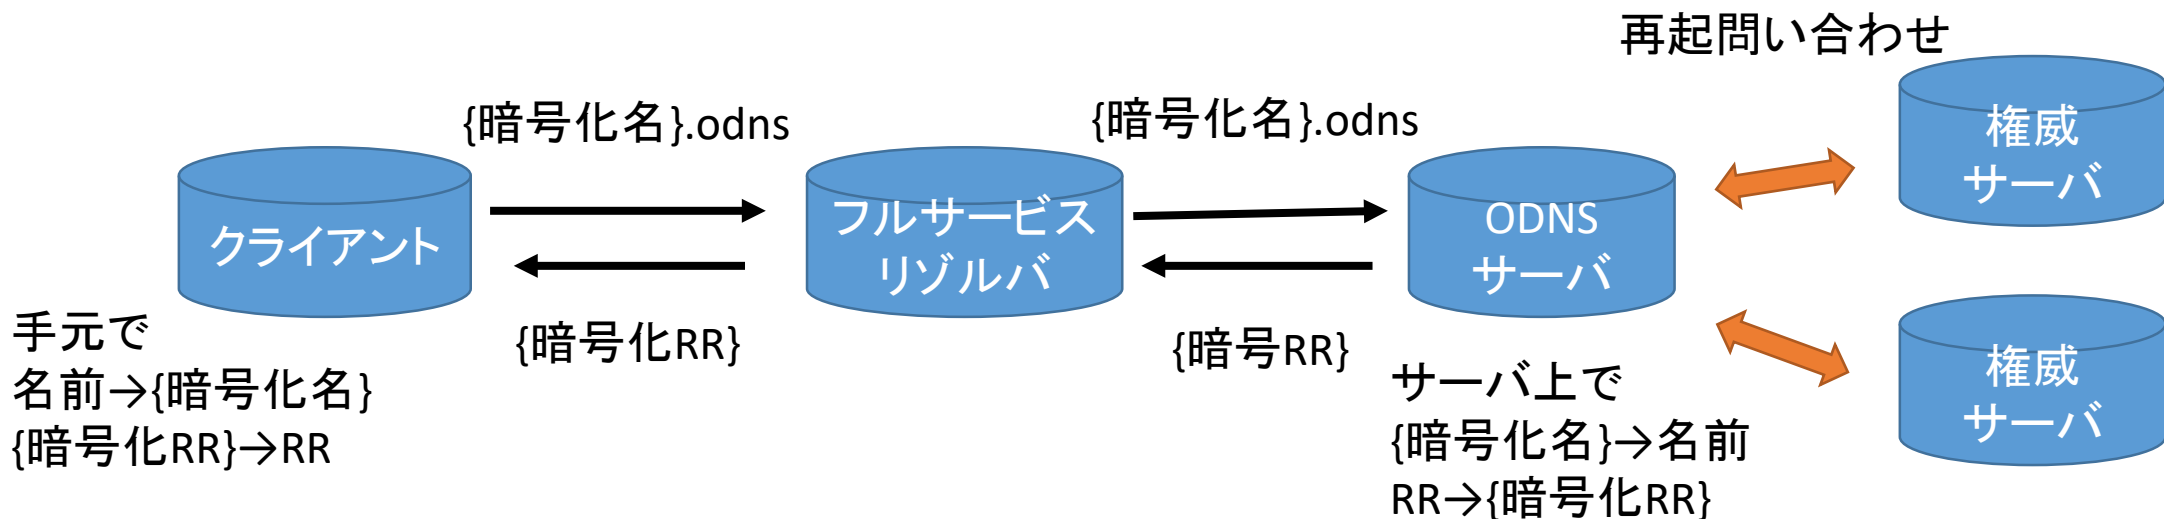 再起問い合わせ
{暗号化名}.odns
{暗号化名}.odns
権威
サーバ
クライアント
フルサービス
リゾルバ
ODNS
サーバ
{暗号化RR}
{暗号RR}
手元で
名前→{暗号化名}
{暗号化RR}→RR
サーバ上で
{暗号化名}→名前
RR→{暗号化RR}
権威
サーバ